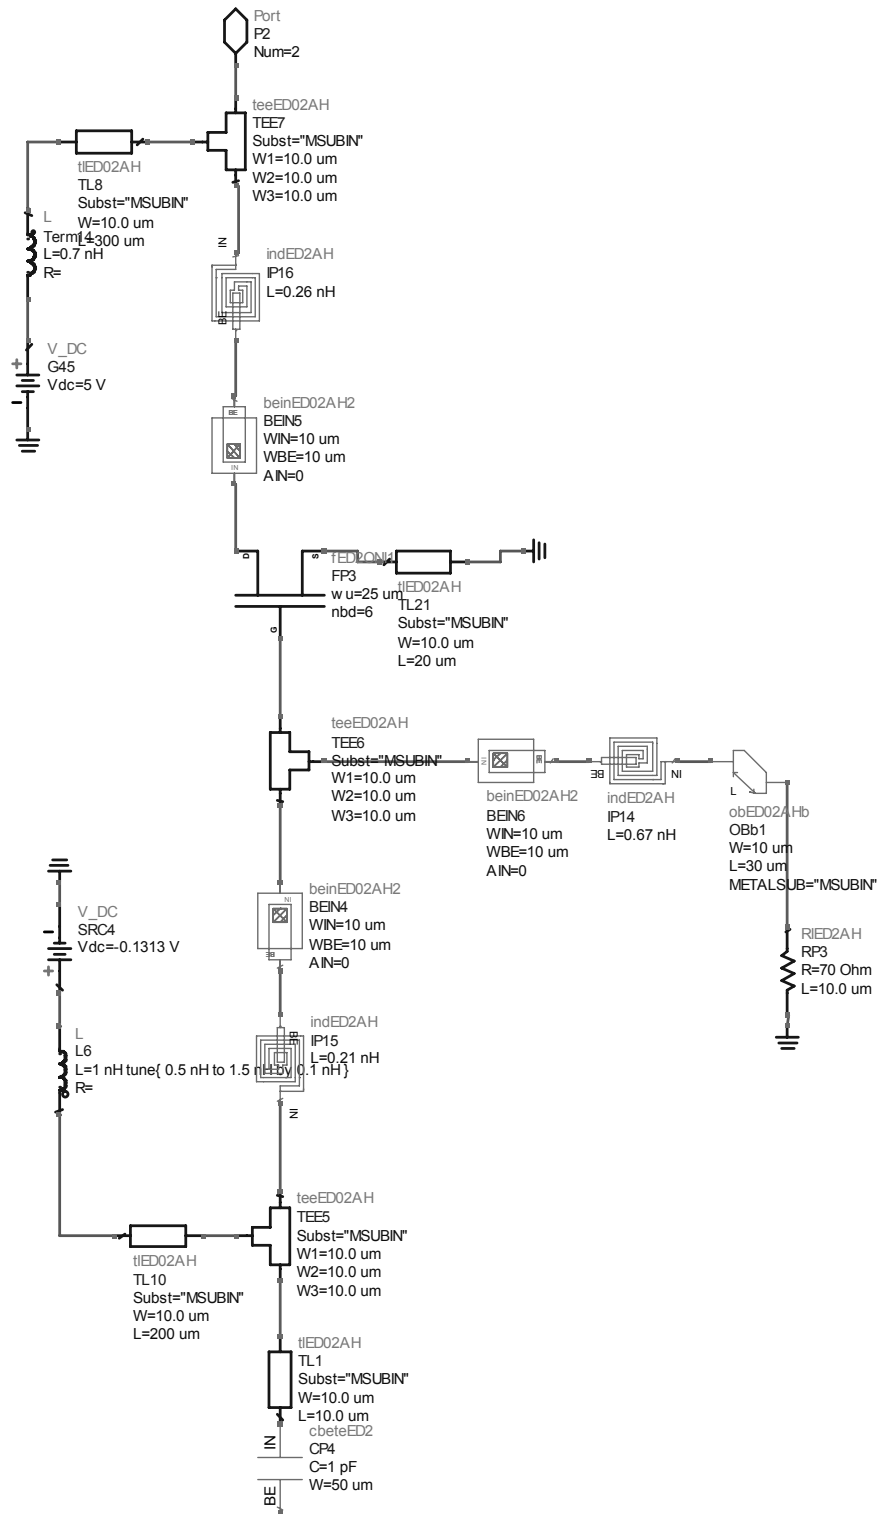 Port
P2
Num=2
teeED02AH
TEE7
Subst="MSUBIN"
W1=10.0 um
W2=10.0 um
W3=10.0 um
tlED02AH
TL8
Subst="MSUBIN"
W=10.0 um
L=300 um
L
Term14
L=0.7 nH
R=
IN
indED2AH
IP16
L=0.26 nH
BE
V_DC
G45
Vdc=5 V
+
-
beinED02AH2
BEIN5
WIN=10 um
WBE=10 um
AIN=0
BE
IN
D
S
G
FP3
wu=25 um
nbd=6
tlED02AH
TL21
Subst="MSUBIN"
W=10.0 um
L=20 um
teeED02AH
TEE6
Subst="MSUBIN"
W1=10.0 um
W2=10.0 um
W3=10.0 um
IN
BE
beinED02AH2
BEIN6
WIN=10 um
WBE=10 um
AIN=0
BE
IN
indED2AH
IP14
L=0.67 nH
L
obED02AHb
OBb1
W=10 um
L=30 um
METALSUB="MSUBIN"
RIED2AH
RP3
R=70 Ohm
L=10.0 um
beinED02AH2
BEIN4
WIN=10 um
WBE=10 um
AIN=0
IN
BE
V_DC
SRC4
Vdc=-0.1313 V
-
+
indED2AH
IP15
L=0.21 nH
BE
IN
L
L6
L=1 nH tune{ 0.5 nH to 1.5 nH by 0.1 nH }
R=
teeED02AH
TEE5
Subst="MSUBIN"
W1=10.0 um
W2=10.0 um
W3=10.0 um
tlED02AH
TL10
Subst="MSUBIN"
W=10.0 um
L=200 um
tlED02AH
TL1
Subst="MSUBIN"
W=10.0 um
L=10.0 um
cbeteED2
CP4
C=1 pF
W=50 um
IN
BE